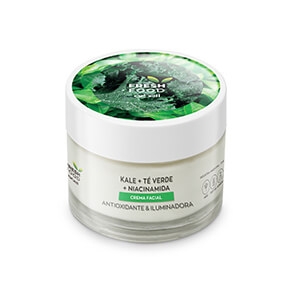 FRESH
FOOD
KALE + TÉ VERDE
+ NIACINAMIDA
CREMA FACIAL
ANTIOXIDANTE & ILUMINADORA